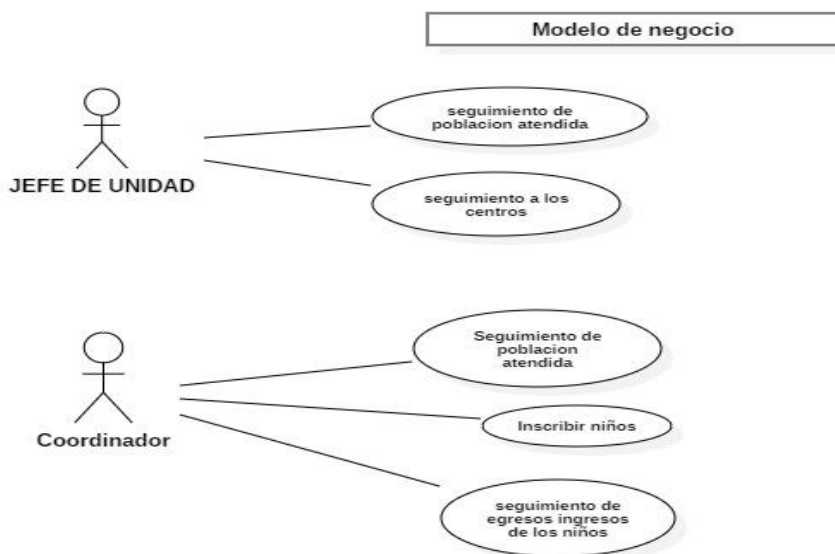 Modelo de negocio
seguimiento de
poblacion atendida
JEFE DE UNIDAD
seguimiento a los
centros
Seguimiento de
poblacion
atendida
Inscribir niños
Coordinador
seguimiento de
egresos ingresos
de los niños